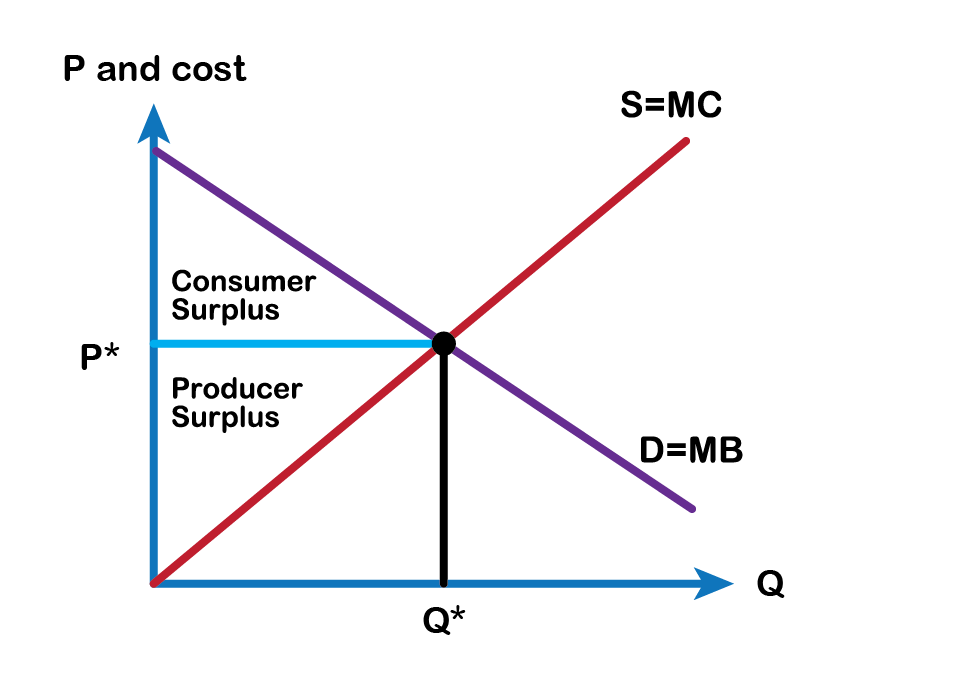 P and cost
S=MC
Consumer
Surplus
P*
Producer
Surplus
D=MB
Q
Q*